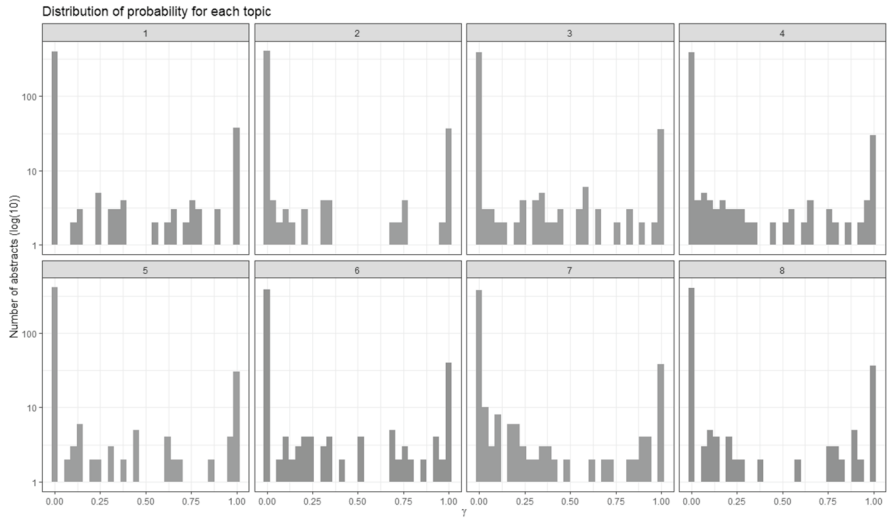 Distribution of probability for each topic
1 2 3 4
100
10
1
5 6 7 8
100
10
1
0.00 0.25 0.50 0.75 1.00 0.00 0.25 0.50 0.75 1.00 0.00 0.25 0.50 0.75 1.00 0.00 0.25 0.50 0.75 1.00
γ
Number of abstracts (log(10))